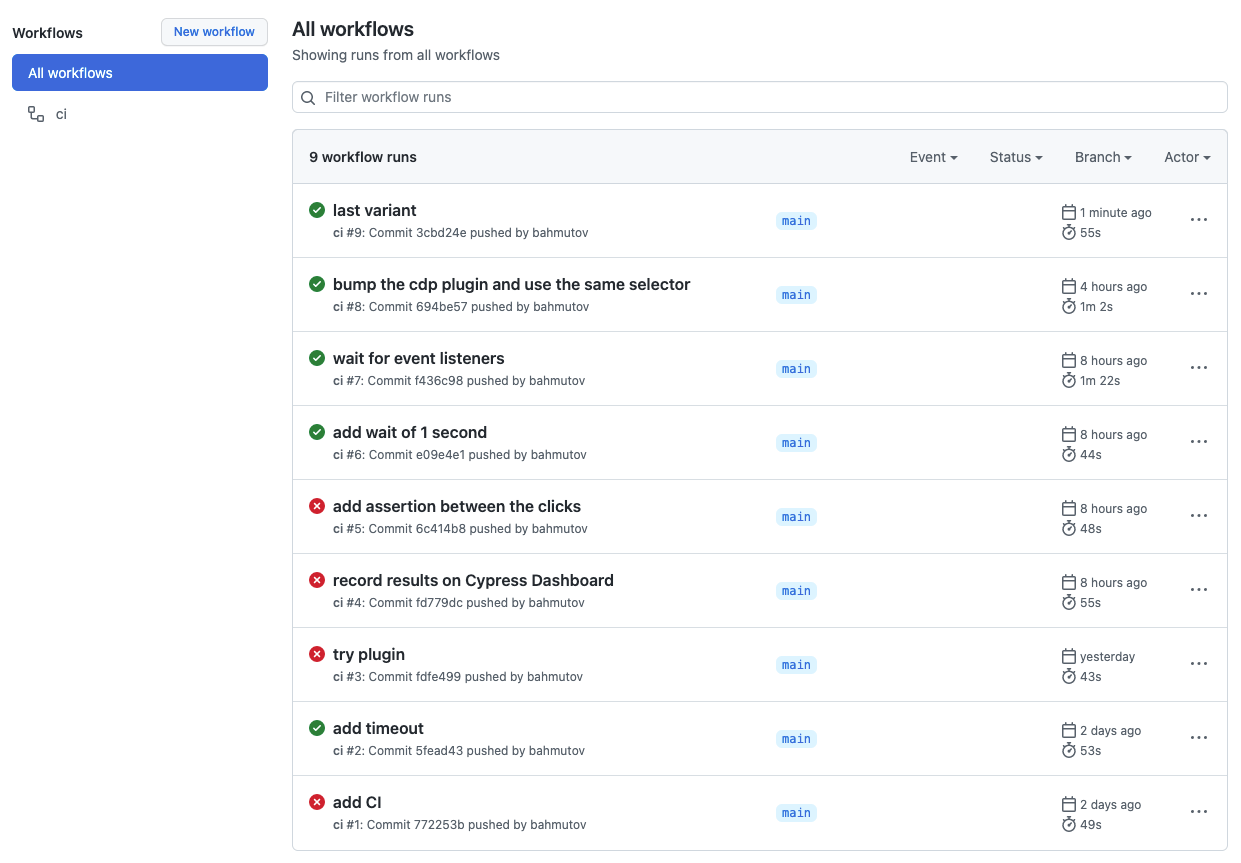 Workflows
New workflow
All workflows
ci
All workflows
Showing runs from all workflows
Filter workflow runs
9 workflow runs
Event
Status
Branch
Actor
last variant
ci #9: Commit 3cbd24e pushed by bahmutov
main
1 minute ago
55s
bump the cdp plugin and use the same selector
ci #8: Commit 694be57 pushed by bahmutov
main
4 hours ago
1m 2s
wait for event listeners
ci #7: Commit f436c98 pushed by bahmutov
main
8 hours ago
1m 22s
add wait of 1 second
ci #6: Commit e09e4e1 pushed by bahmutov
main
8 hours ago
44s
add assertion between the clicks
ci #5: Commit 6c414b8 pushed by bahmutov
main
8 hours ago
48s
record results on Cypress Dashboard
ci #4: Commit fd779dc pushed by bahmutov
main
8 hours ago
55s
try plugin
ci #3: Commit fdfe499 pushed by bahmutov
main
yesterday
43s
add timeout
ci #2: Commit 5fead43 pushed by bahmutov
main
2 days ago
53s
add CI
ci #1: Commit 772253b pushed by bahmutov
main
2 days ago
49s